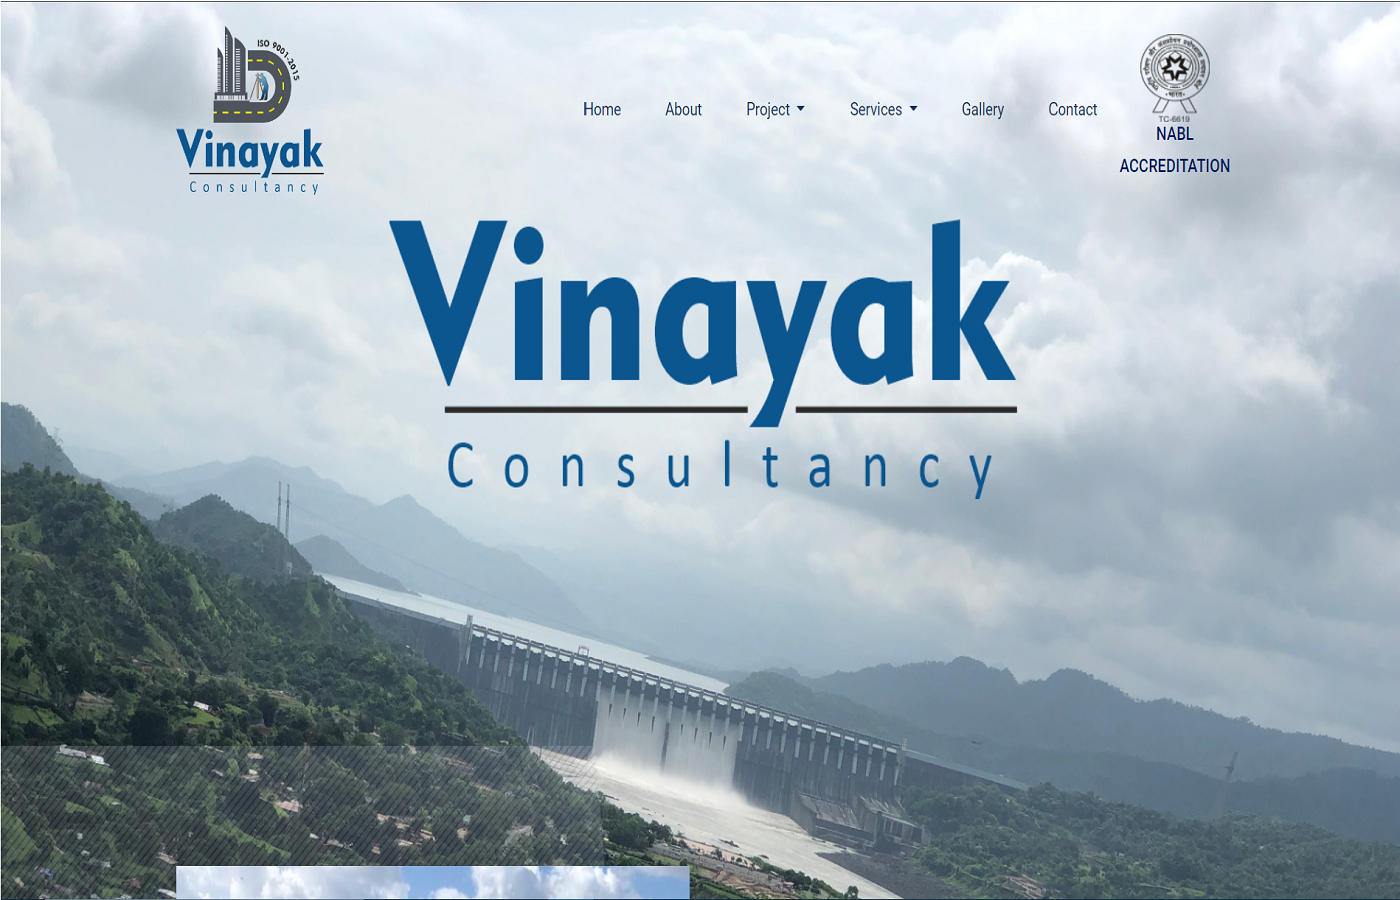 ISO 9001-2015
Vinayak
Consultancy
Home
About
Project
Services
Gallery
Contact
TC-6619
NABL
ACCREDITATION
Vinayak
Consultancy